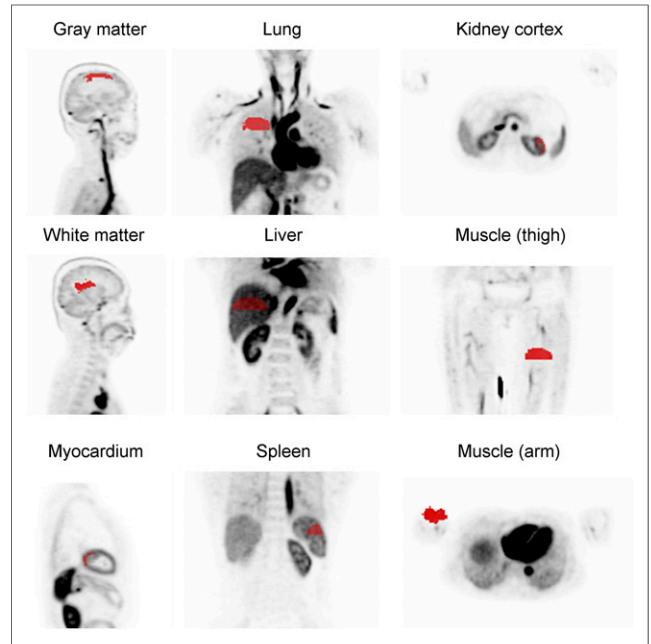 Gray matter
Lung
Kidney cortex
White matter
Liver
Muscle (thigh)
Myocardium
Spleen
Muscle (arm)